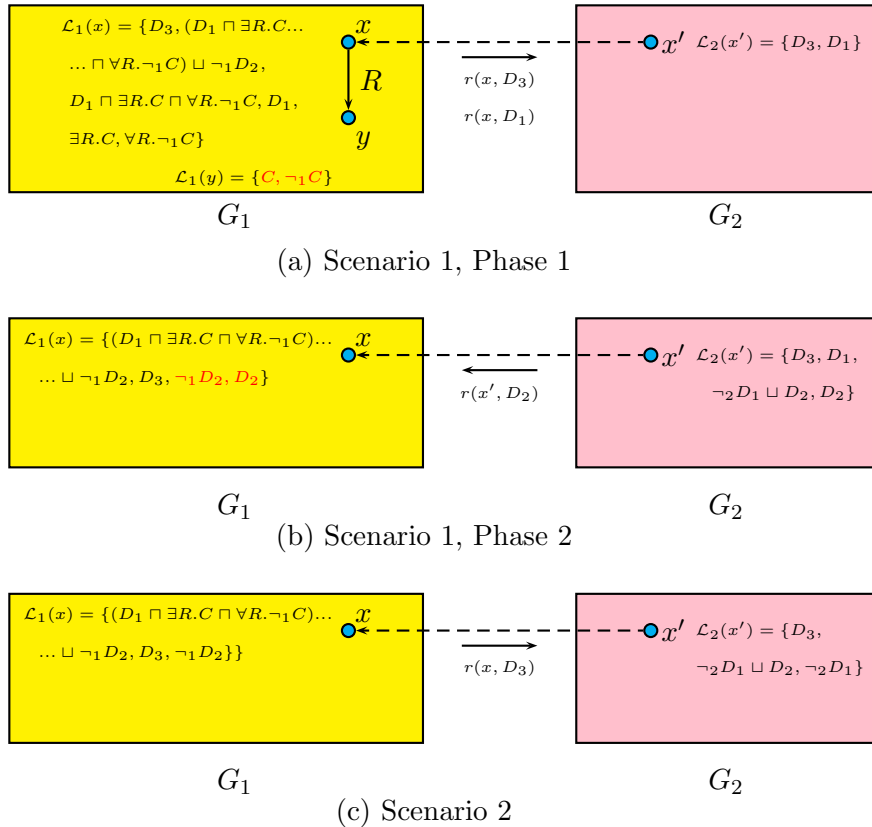 ℒ₁(x) = {D₃, (D₁ ⊓ ∃R.C...
... ⊓ ∀R.¬₁C) ⊔ ¬₁D₂,
D₁ ⊓ ∃R.C ⊓ ∀R.¬₁C, D₁,
∃R.C, ∀R.¬₁C}
x
R
y
ℒ₁(y) = {C, ¬₁C}
r(x, D₃)
r(x, D₁)
x′ ℒ₂(x′) = {D₃, D₁}
G₁ G₂
(a) Scenario 1, Phase 1
ℒ₁(x) = {(D₁ ⊓ ∃R.C ⊓ ∀R.¬₁C)...
... ⊔ ¬₁D₂, D₃, ¬₁D₂, D₂}
x
r(x′, D₂)
x′ ℒ₂(x′) = {D₃, D₁,
¬₂D₁ ⊔ D₂, D₂}
G₁ G₂
(b) Scenario 1, Phase 2
ℒ₁(x) = {(D₁ ⊓ ∃R.C ⊓ ∀R.¬₁C)...
... ⊔ ¬₁D₂, D₃, ¬₁D₂}}
x
r(x, D₃)
x′ ℒ₂(x′) = {D₃,
¬₂D₁ ⊔ D₂, ¬₂D₁}
G₁ G₂
(c) Scenario 2